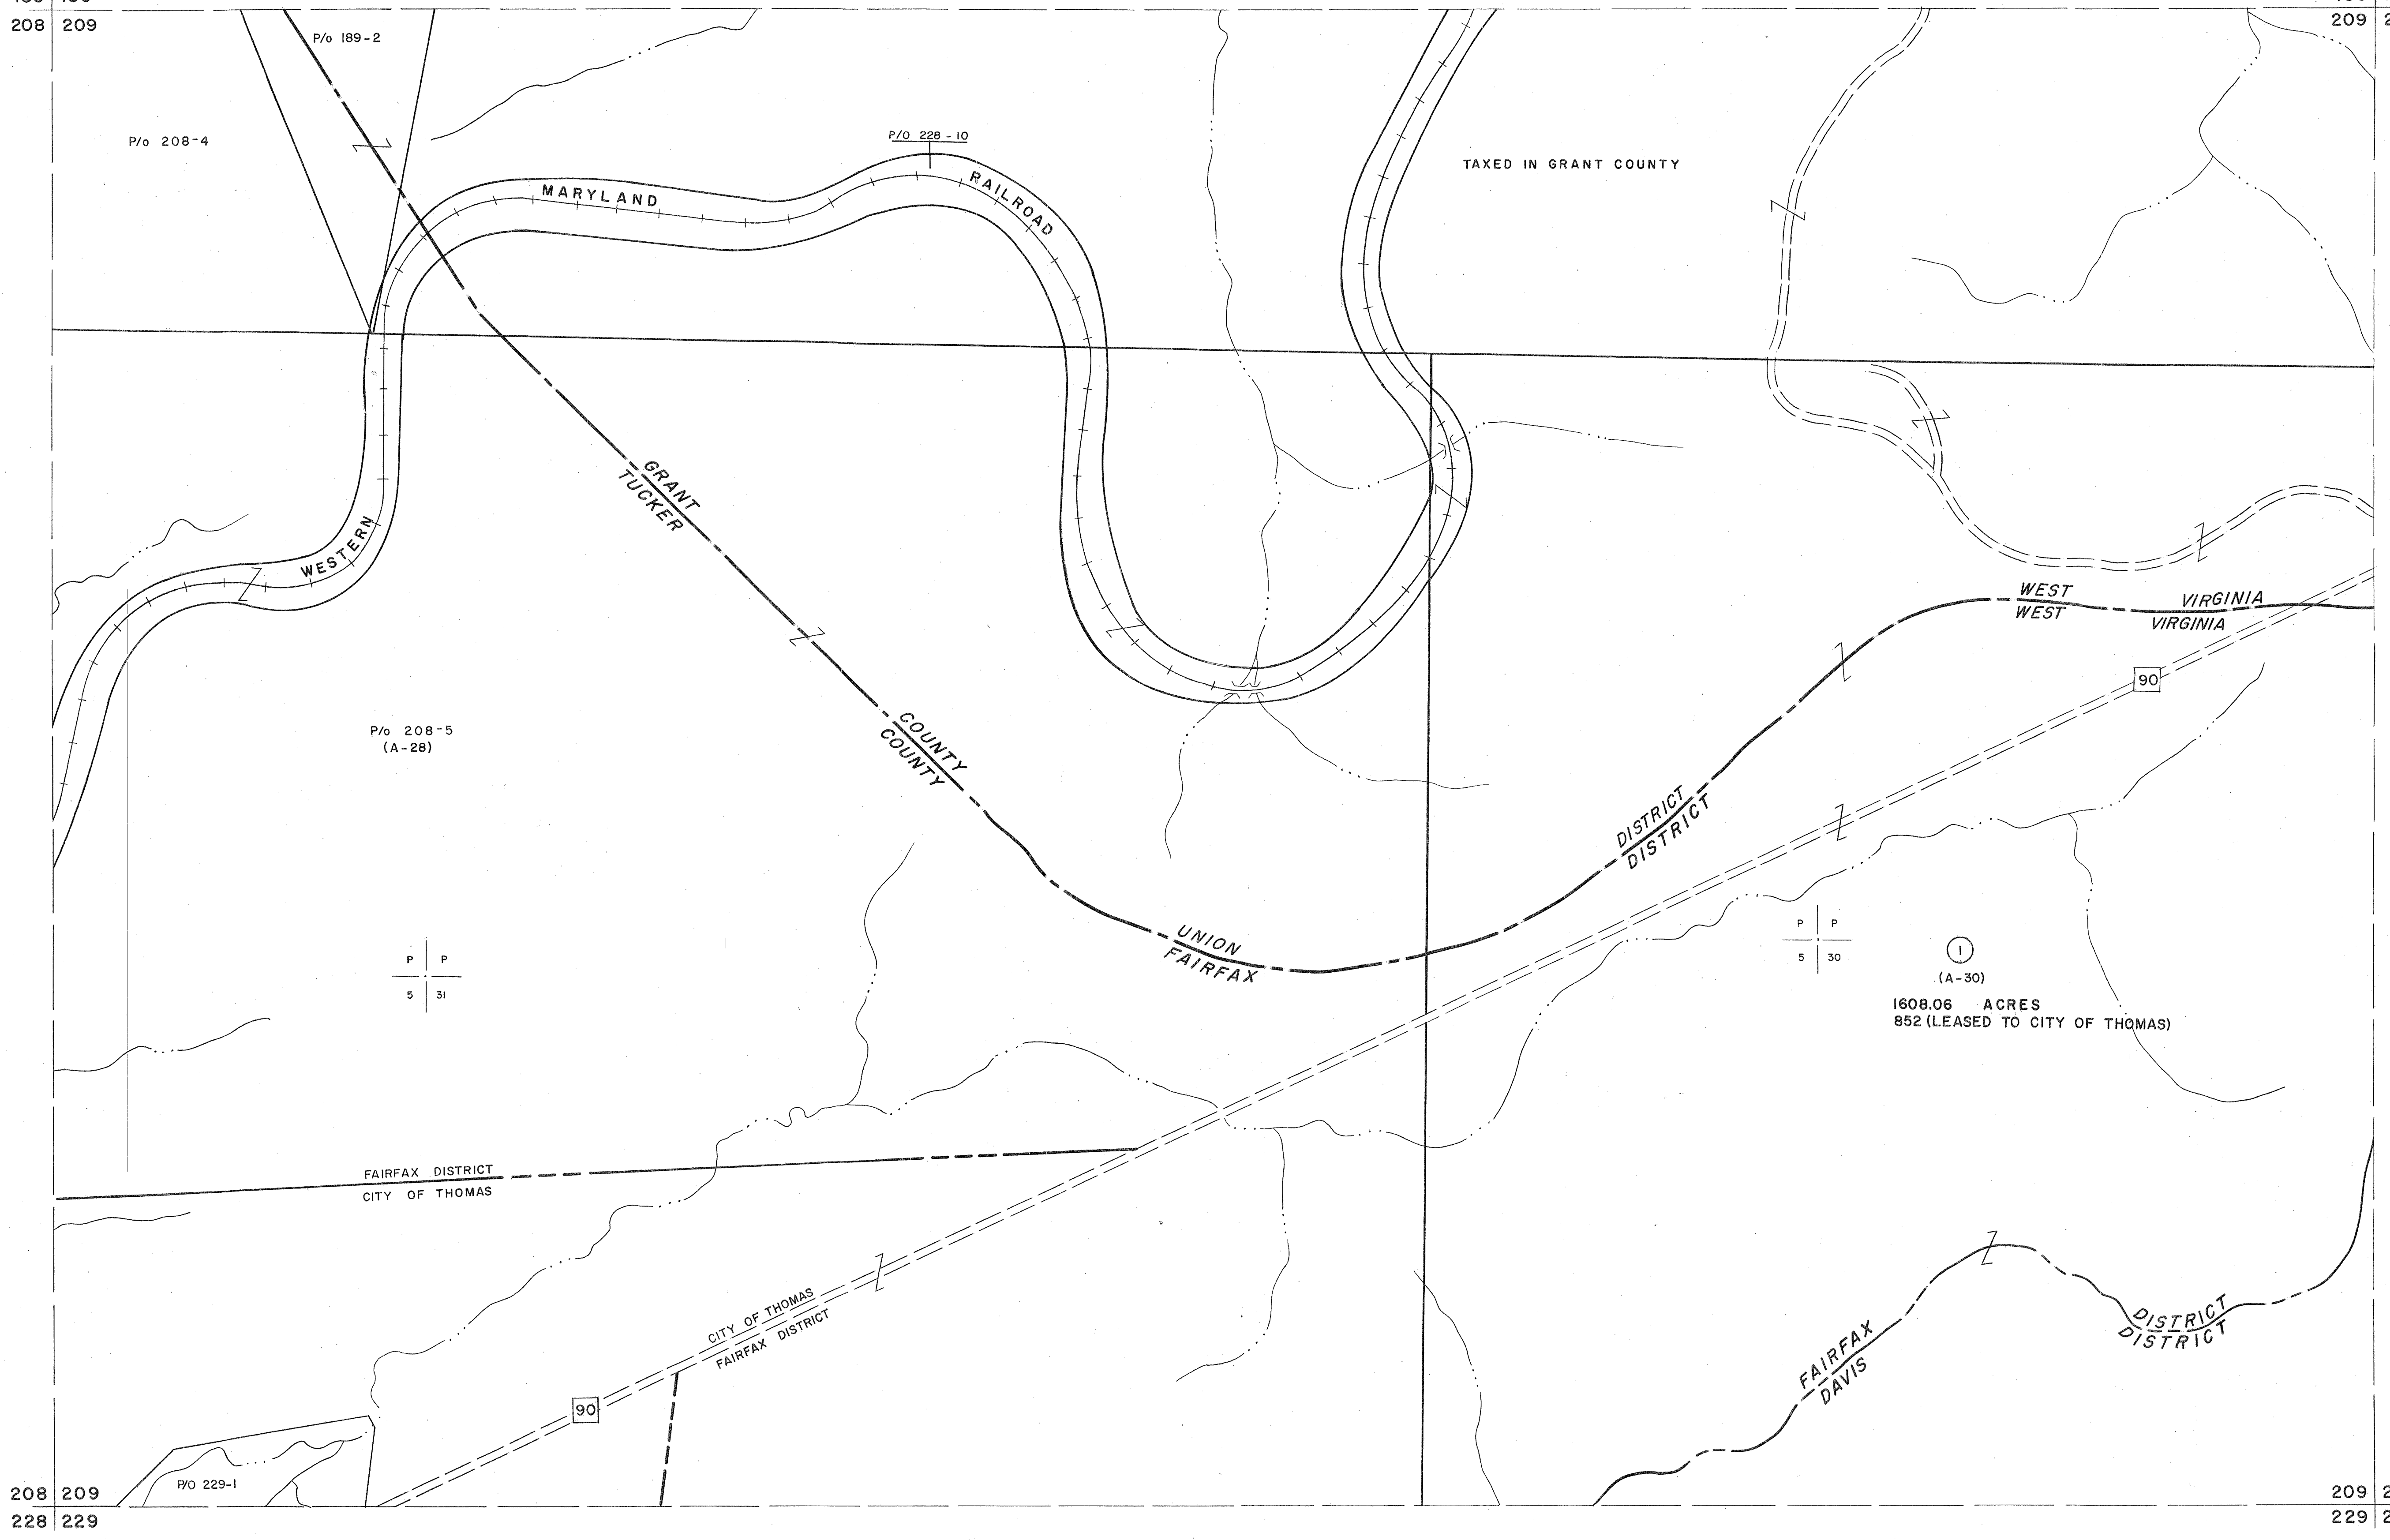 208 209
209
P/o 189-2
P/O 228-10
P/o 208-4
TAXED IN GRANT COUNTY
MARYLAND
RAILROAD
GRANT
TUCKER
WESTERN
WEST VIRGINIA
WEST VIRGINIA
90
P/o 208-5
(A-28)
COUNTY
COUNTY
DISTRICT
DISTRICT
UNION
FAIRFAX
P P
5 31
P P
5 30
1
(A-30)
1608.06 ACRES
852 (LEASED TO CITY OF THOMAS)
FAIRFAX DISTRICT
CITY OF THOMAS
CITY OF THOMAS
FAIRFAX DISTRICT
DISTRICT
DISTRICT
FAIRFAX
DAVIS
90
P/O 229-1
208 209
228 229
209
229